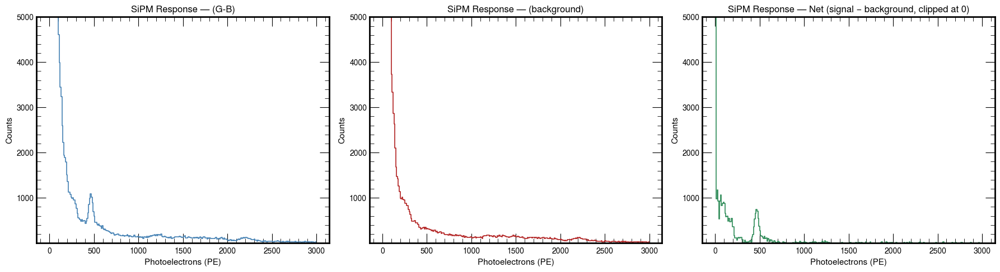 SiPM Response — (G-B)
5000
4000
3000
2000
1000
Counts
0 500 1000 1500 2000 2500 3000
Photoelectrons (PE)
SiPM Response — (background)
5000
4000
3000
2000
1000
Counts
0 500 1000 1500 2000 2500 3000
Photoelectrons (PE)
SiPM Response — Net (signal − background, clipped at 0)
5000
4000
3000
2000
1000
Counts
0 500 1000 1500 2000 2500 3000
Photoelectrons (PE)